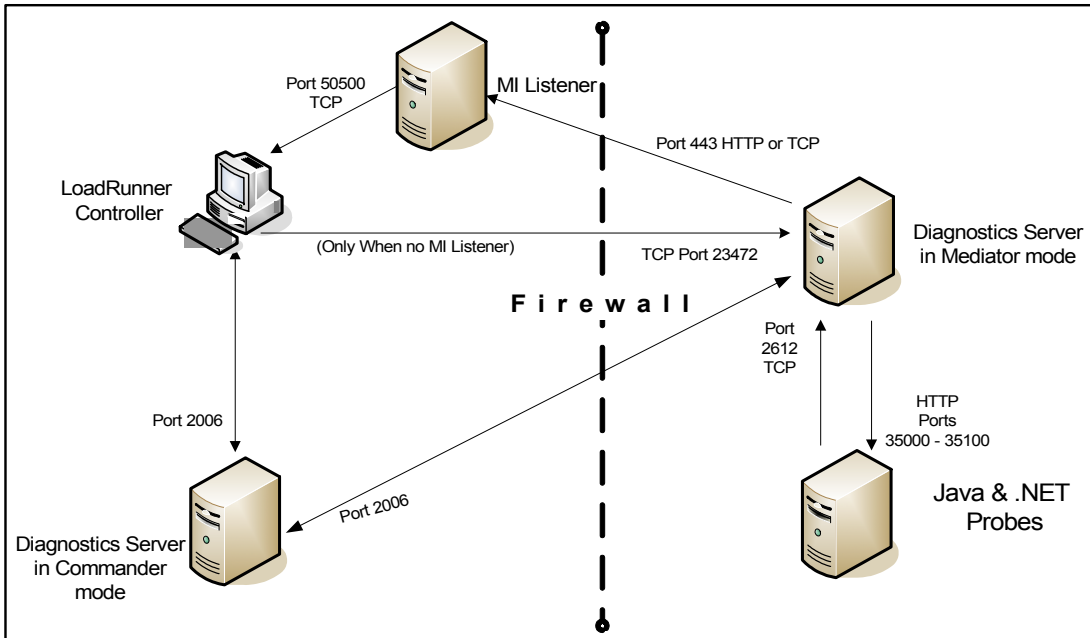 Port 50500
TCP
MI Listener
Port 443 HTTP or TCP
LoadRunner
Controller
(Only When no MI Listener)
TCP Port 23472
Diagnostics Server
in Mediator mode
Firewall
Port
2612
TCP
HTTP
Ports
35000 - 35100
Port 2006
Port 2006
Java & .NET
Probes
Diagnostics Server
in Commander
mode